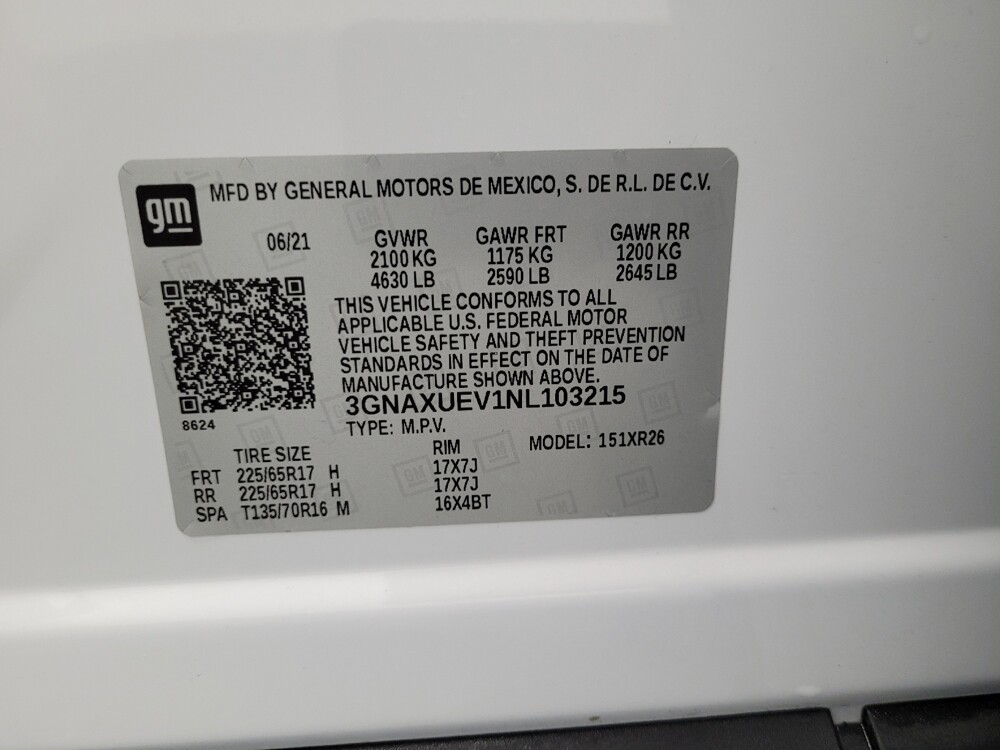 gm
MFD BY GENERAL MOTORS DE MEXICO, S. DE R.L. DE C.V.
06/21 GVWR GAWR FRT GAWR RR
2100 KG 1175 KG 1200 KG
4630 LB 2590 LB 2645 LB
THIS VEHICLE CONFORMS TO ALL
APPLICABLE U.S. FEDERAL MOTOR
VEHICLE SAFETY AND THEFT PREVENTION
STANDARDS IN EFFECT ON THE DATE OF
MANUFACTURE SHOWN ABOVE.
3GNAXUEV1NL103215
8624
TYPE: M.P.V.
TIRE SIZE RIM MODEL: 151XR26
FRT 225/65R17 H 17X7J
RR 225/65R17 H 17X7J
SPA T135/70R16 M 16X4BT